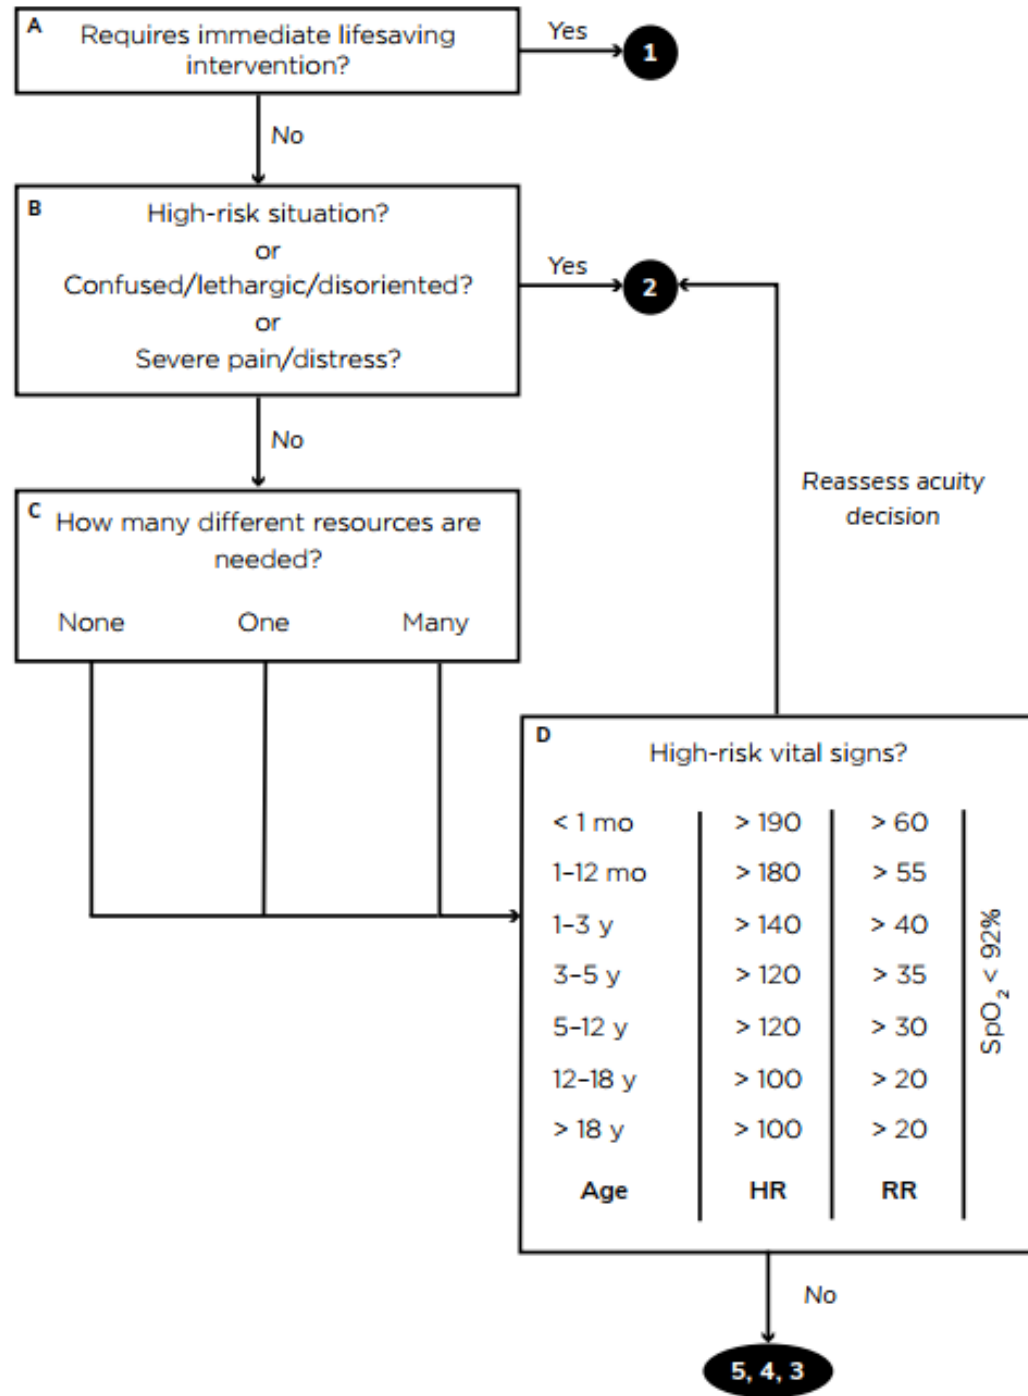 A
Requires immediate lifesaving
intervention?
Yes
1
No
B
High-risk situation?
or
Confused/lethargic/disoriented?
or
Severe pain/distress?
Yes
2
No
Reassess acuity
decision
C
How many different resources are
needed?
None One Many
D
High-risk vital signs?
< 1 mo > 190 > 60
1–12 mo > 180 > 55
1–3 y > 140 > 40
3–5 y > 120 > 35
5–12 y > 120 > 30
12–18 y > 100 > 20
> 18 y > 100 > 20
Age HR RR
SpO₂ < 92%
No
5, 4, 3